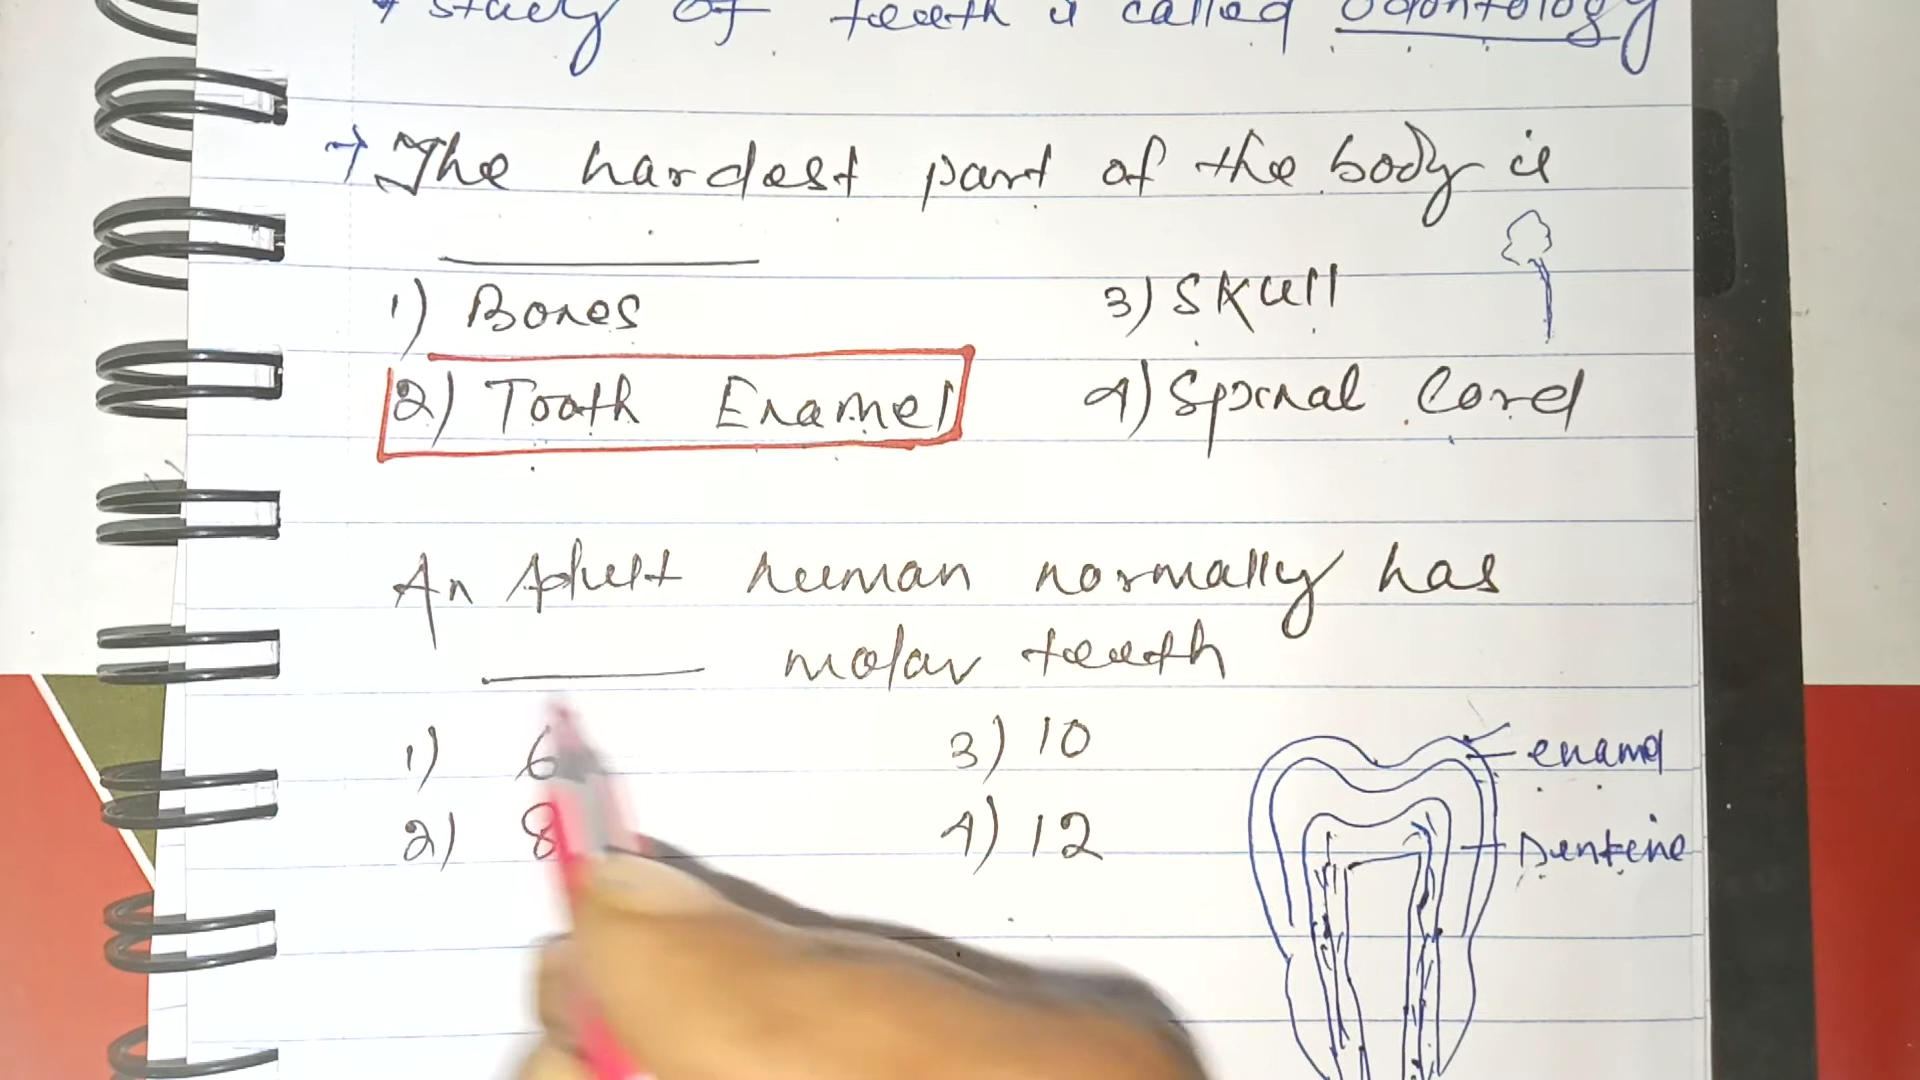 → study of teeth is called Odontology
→ The hardest part of the body is
1) Bones
3) Skull
2) Tooth Enamel
4) Spinal Cord
An Adult human normally has
molar teeth
1) 6
3) 10
2) 8
4) 12
enamel
Dentine